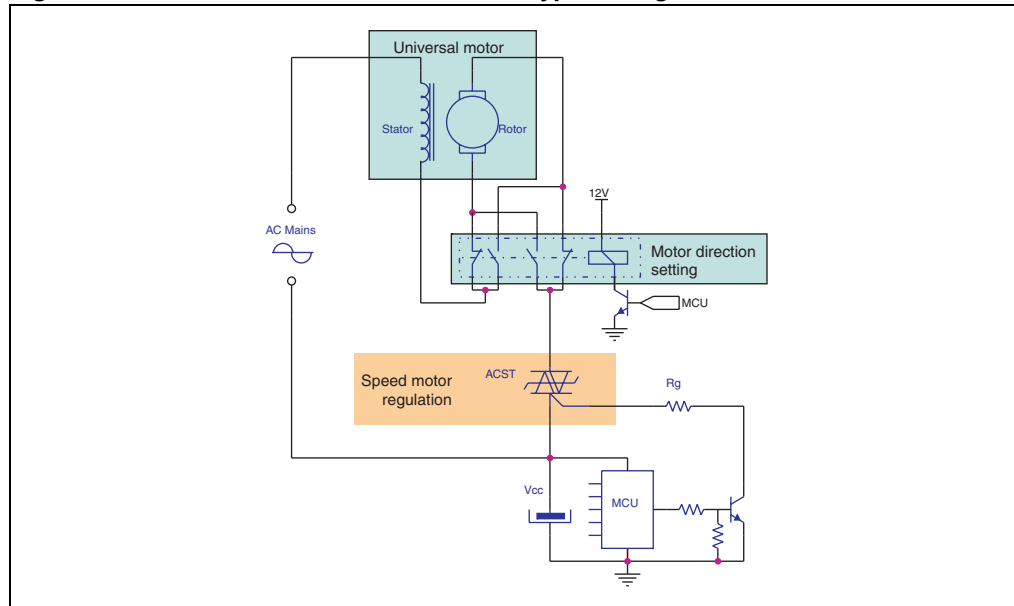 Universal motor
Stator
Rotor
12V
AC Mains
Motor direction
setting
MCU
Speed motor
regulation
ACST
Rg
Vcc
MCU